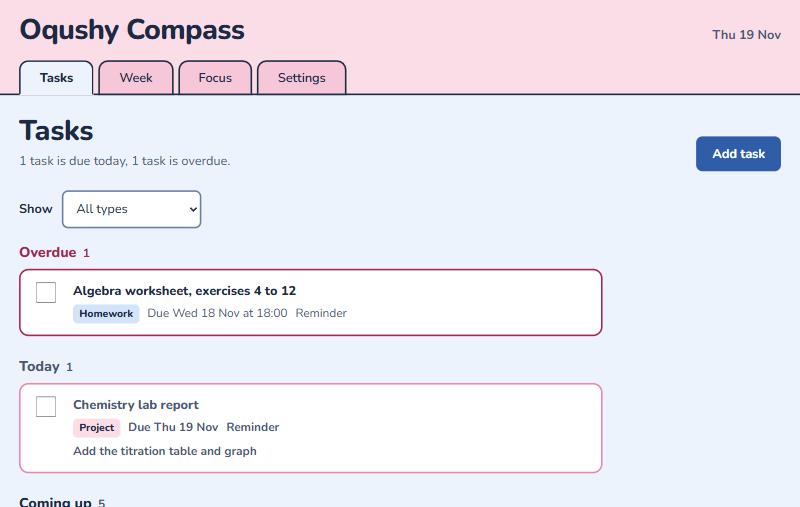 Oqushy Compass
Thu 19 Nov
Tasks Week Focus Settings
Tasks
1 task is due today, 1 task is overdue.
Add task
Show All types
Overdue 1
Algebra worksheet, exercises 4 to 12
Homework Due Wed 18 Nov at 18:00 Reminder
Today 1
Chemistry lab report
Project Due Thu 19 Nov Reminder
Add the titration table and graph
Coming up 5